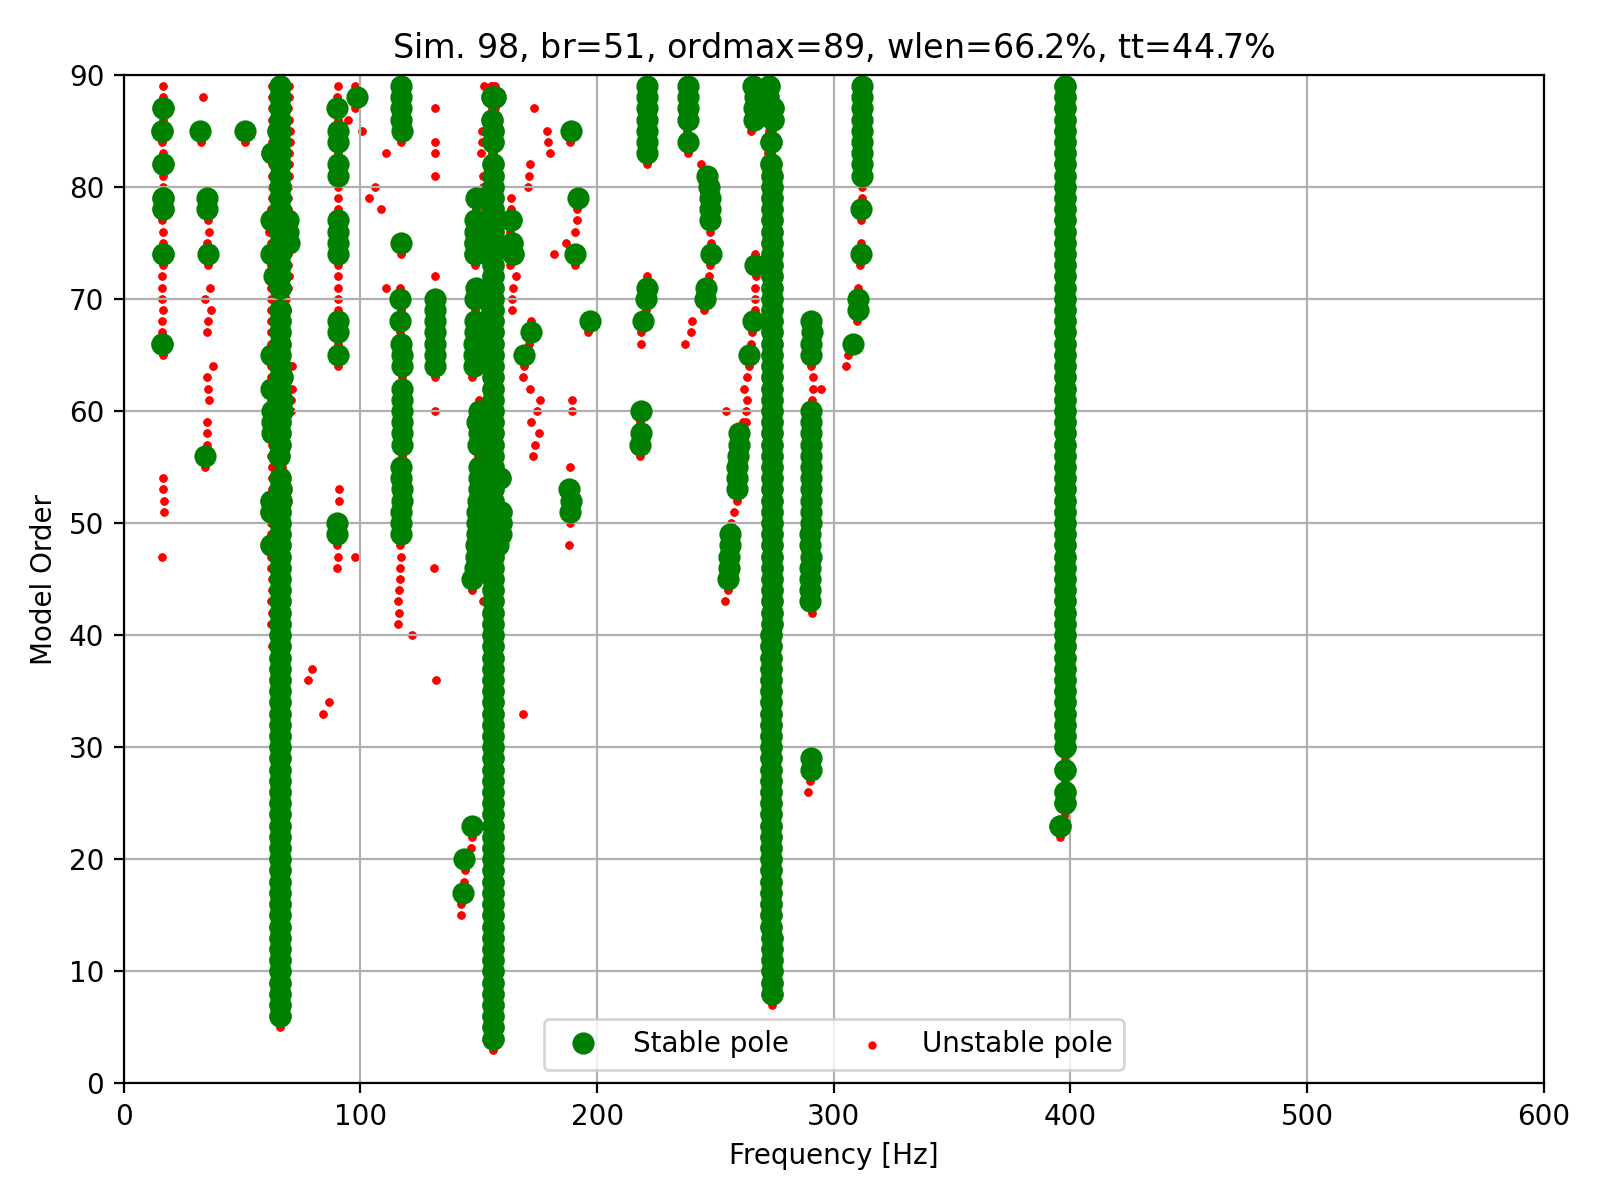 Sim. 98, br=51, ordmax=89, wlen=66.2%, tt=44.7%
90
80
70
60
50
40
30
20
10
0
Model Order
Stable pole
Unstable pole
0 100 200 300 400 500 600
Frequency [Hz]